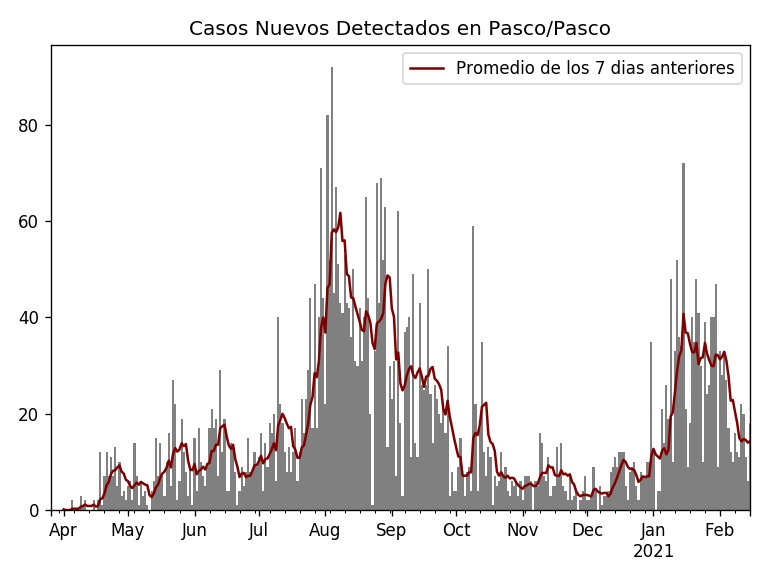 Casos Nuevos Detectados en Pasco/Pasco
Promedio de los 7 dias anteriores
80
60
40
20
0
Apr May Jun Jul Aug Sep Oct Nov Dec Jan Feb
2021